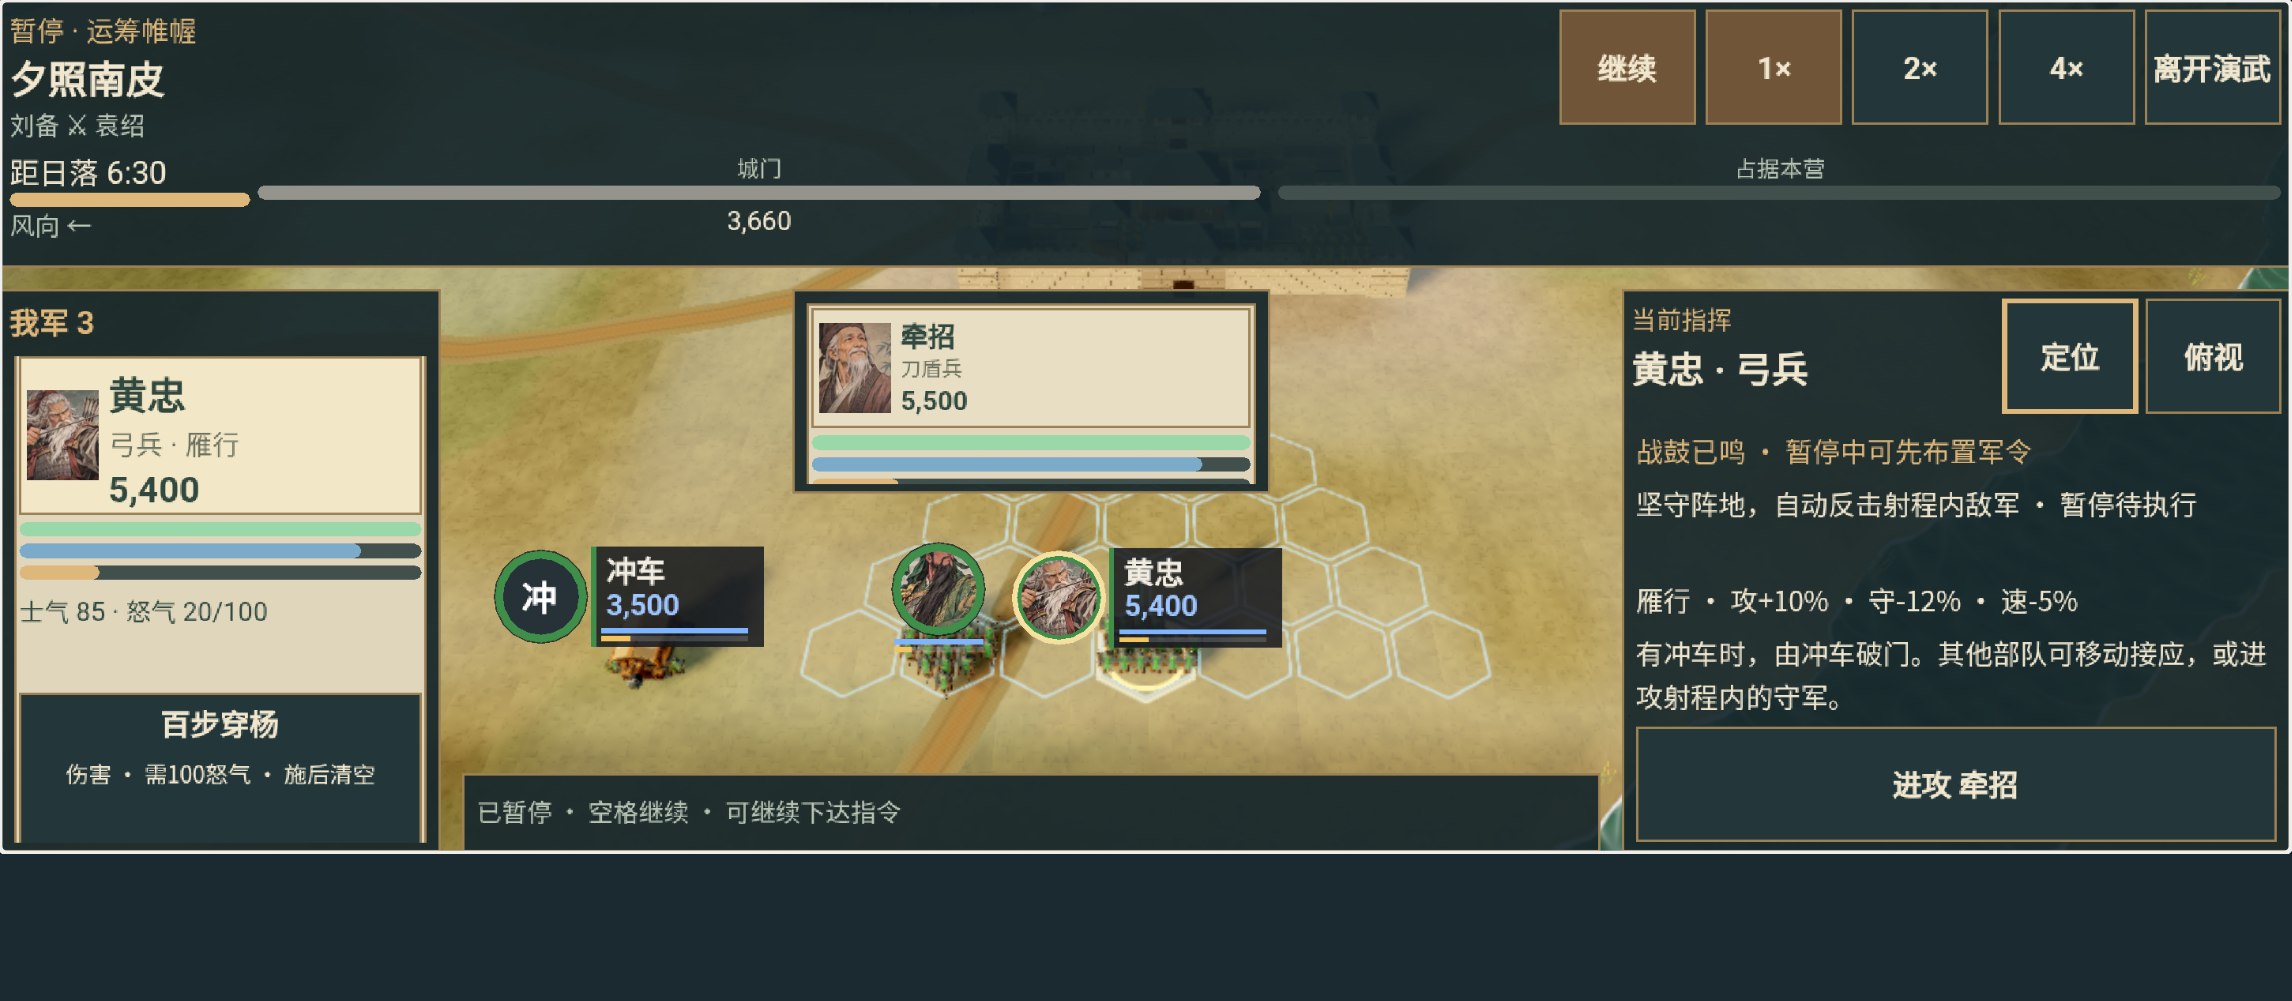 暂停 · 运筹帷幄
夕照南皮
刘备 ⚔ 袁绍
距日落 6:30
风向 ←
城门
3,660
占据本营
继续
1×
2×
4×
离开演武
我军 3
黄忠
弓兵 · 雁行
5,400
士气 85 · 怒气 20/100
百步穿杨
伤害 • 需100怒气 • 施后清空
牵招
刀盾兵
5,500
冲
冲车
3,500
黄忠
5,400
已暂停 • 空格继续 • 可继续下达指令
当前指挥
黄忠 · 弓兵
定位
俯视
战鼓已鸣 • 暂停中可先布置军令
坚守阵地，自动反击射程内敌军 • 暂停待执行
雁行 • 攻+10% • 守-12% • 速-5%
有冲车时，由冲车破门。其他部队可移动接应，或进
攻射程内的守军。
进攻 牵招